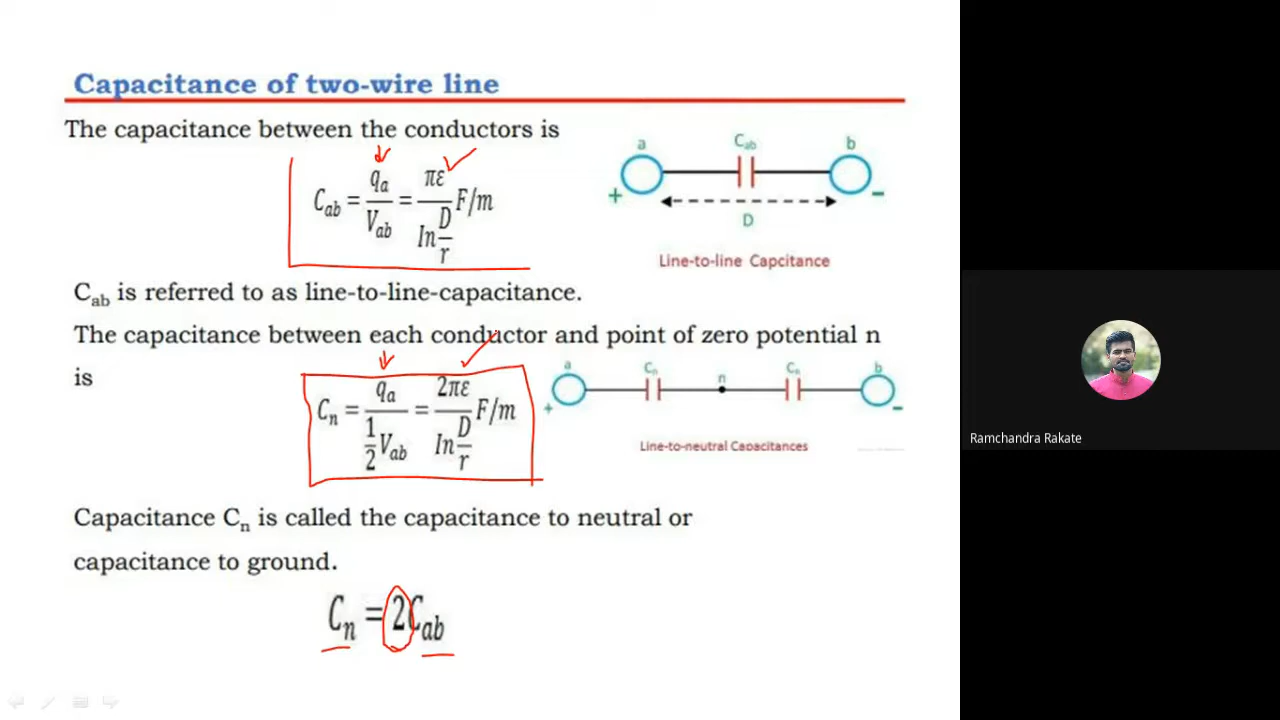 Capacitance of two-wire line
The capacitance between the conductors is
C_ab = q_a / V_ab = πε / In D/r F/m
a C_ab b
+ -
D
Line-to-line Capcitance
C_ab is referred to as line-to-line-capacitance.
The capacitance between each conductor and point of zero potential n
is
C_n = q_a / ½ V_ab = 2πε / In D/r F/m
a C_n n C_n b
+ -
Line-to-neutral Capacitances
Capacitance C_n is called the capacitance to neutral or
capacitance to ground.
C_n = 2C_ab
Ramchandra Rakate